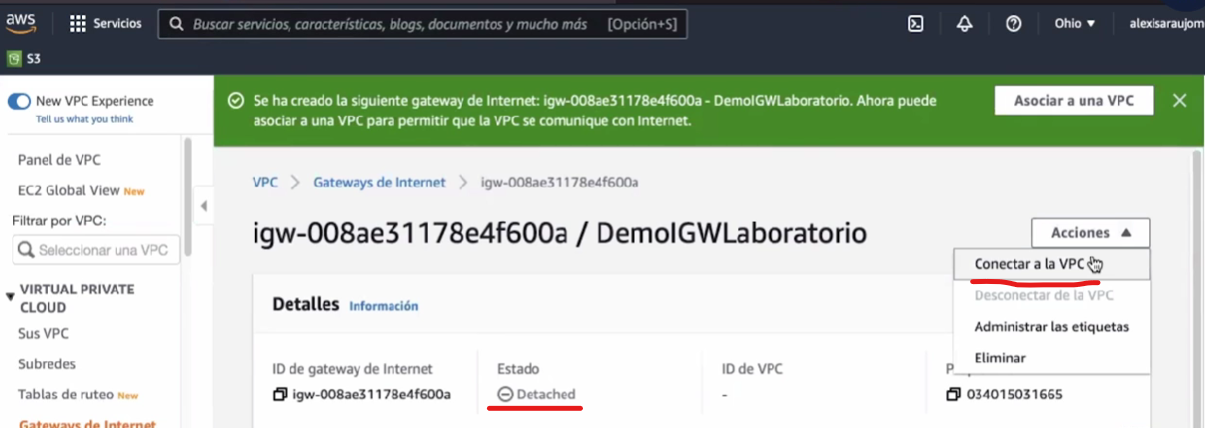 aws
Servicios
Buscar servicios, características, blogs, documentos y mucho más [Opción+S]
Ohio
alexisaraujom
S3
New VPC Experience
Tell us what you think
Panel de VPC
EC2 Global View New
Filtrar por VPC:
Seleccionar una VPC
VIRTUAL PRIVATE
CLOUD
Sus VPC
Subredes
Tablas de ruteo New
Gateways de Internet
Se ha creado la siguiente gateway de Internet: igw-008ae31178e4f600a - DemoIGWLaboratorio. Ahora puede
asociar a una VPC para permitir que la VPC se comunique con Internet.
Asociar a una VPC
VPC > Gateways de Internet > igw-008ae31178e4f600a
igw-008ae31178e4f600a / DemoIGWLaboratorio
Acciones
Conectar a la VPC
Desconectar de la VPC
Administrar las etiquetas
Eliminar
Detalles Información
ID de gateway de Internet
igw-008ae31178e4f600a
Estado
Detached
ID de VPC
-
034015031665